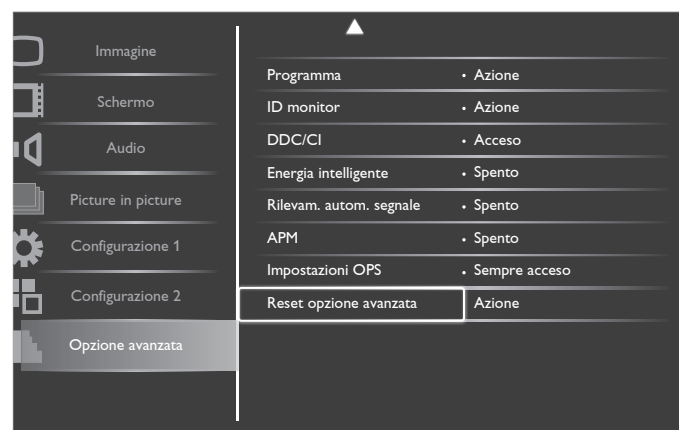 Immagine
Schermo
Audio
Picture in picture
Configurazione 1
Configurazione 2
Opzione avanzata
Programma • Azione
ID monitor • Azione
DDC/CI • Acceso
Energia intelligente • Spento
Rilevam. autom. segnale • Spento
APM • Spento
Impostazioni OPS • Sempre acceso
Reset opzione avanzata Azione